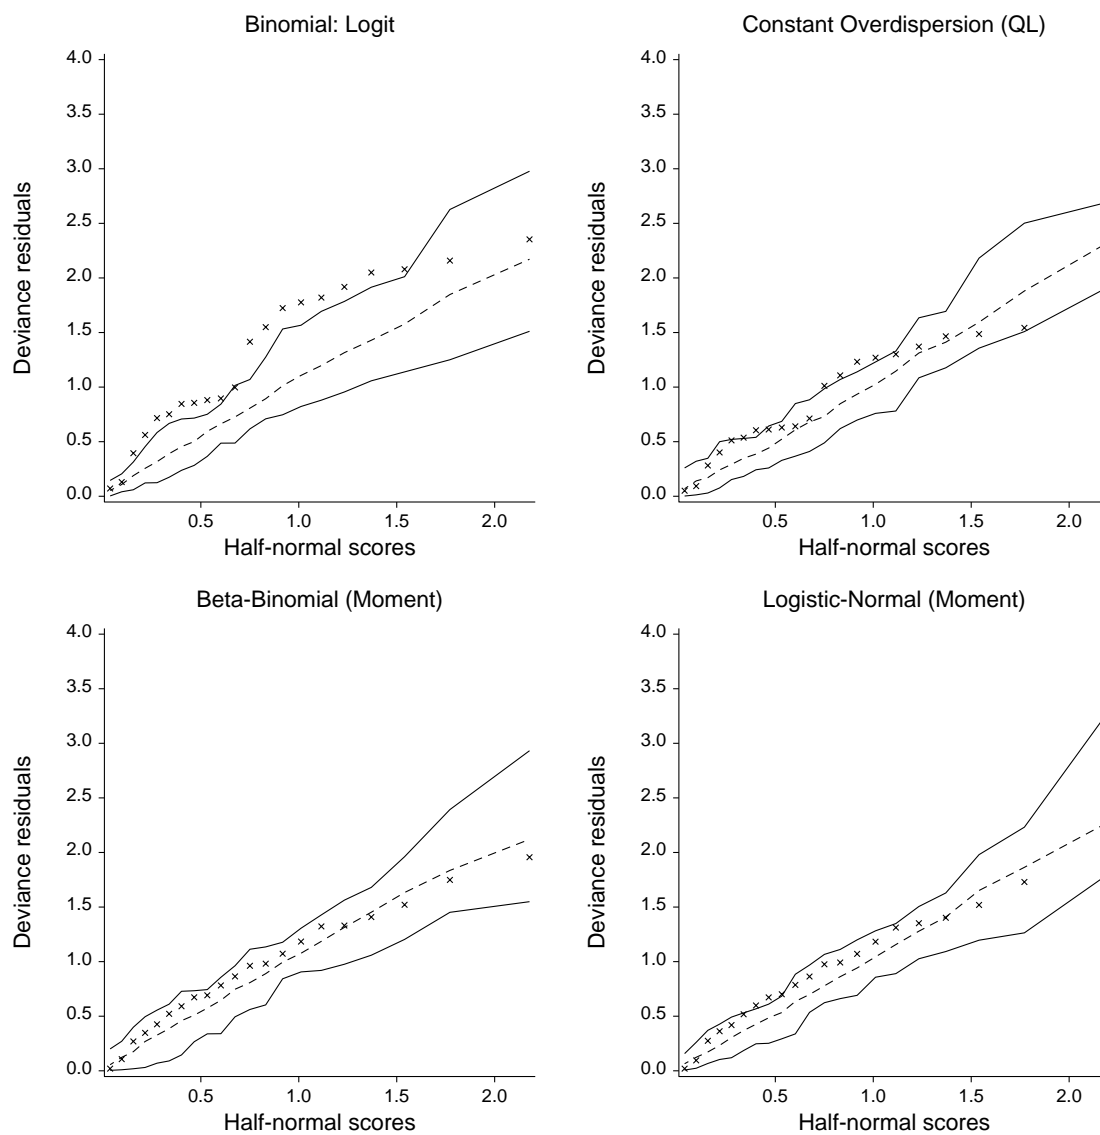 Binomial: Logit
Deviance residuals
4.0
3.5
3.0
2.5
2.0
1.5
1.0
0.5
0.0
0.5 1.0 1.5 2.0
Half-normal scores
Constant Overdispersion (QL)
Deviance residuals
4.0
3.5
3.0
2.5
2.0
1.5
1.0
0.5
0.0
0.5 1.0 1.5 2.0
Half-normal scores
Beta-Binomial (Moment)
Deviance residuals
4.0
3.5
3.0
2.5
2.0
1.5
1.0
0.5
0.0
0.5 1.0 1.5 2.0
Half-normal scores
Logistic-Normal (Moment)
Deviance residuals
4.0
3.5
3.0
2.5
2.0
1.5
1.0
0.5
0.0
0.5 1.0 1.5 2.0
Half-normal scores